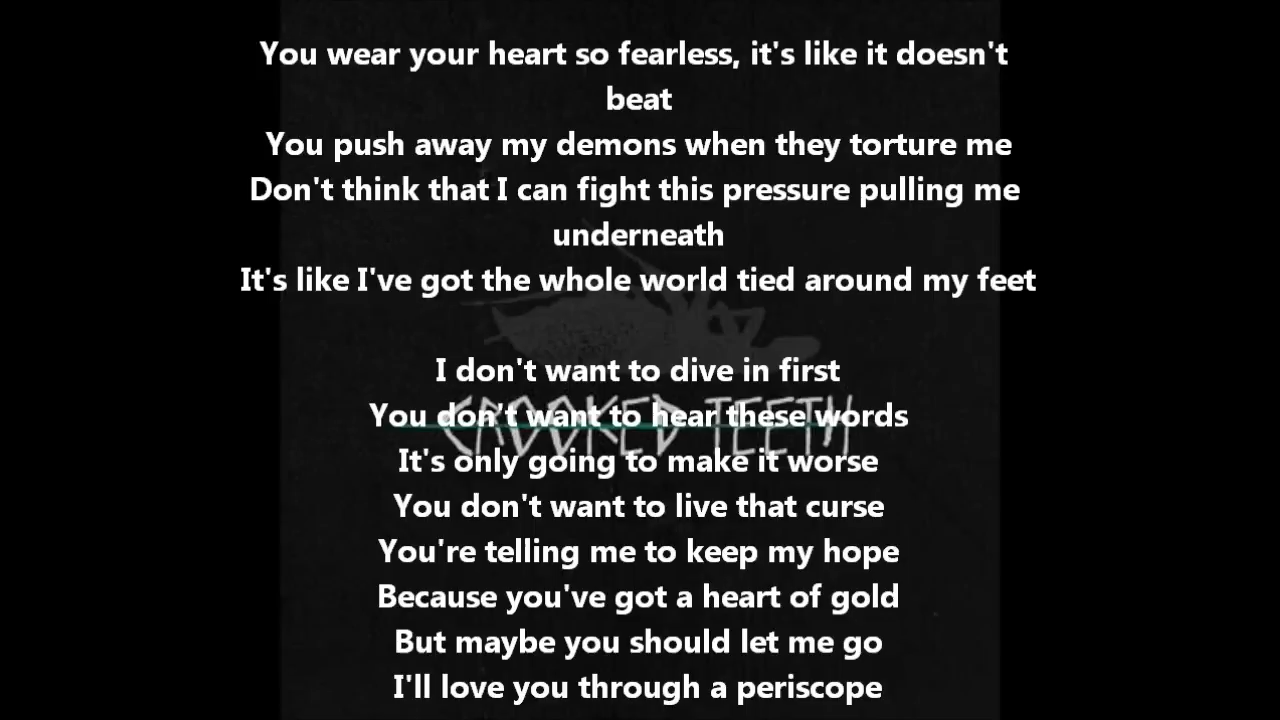 You wear your heart so fearless, it's like it doesn't
beat
You push away my demons when they torture me
Don't think that I can fight this pressure pulling me
underneath
It's like I've got the whole world tied around my feet
I don't want to dive in first
You don't want to hear these words
CROOKED TEETH
It's only going to make it worse
You don't want to live that curse
You're telling me to keep my hope
Because you've got a heart of gold
But maybe you should let me go
I'll love you through a periscope